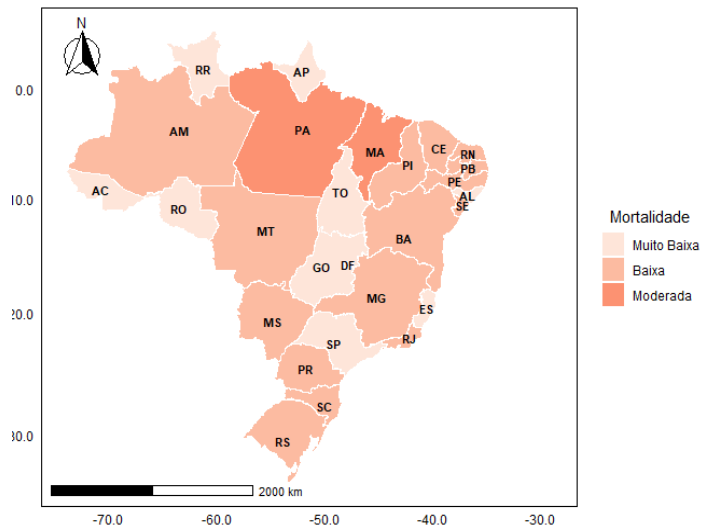 N
RR
AP
0.0
AM
PA
MA
CE
RN
PI
PB
PE
AC
TO
AL
10.0
RO
SE
MT
BA
GO
DF
MG
ES
20.0
MS
SP
RJ
PR
SC
30.0
RS
2000 km
-70.0 -60.0 -50.0 -40.0 -30.0
Mortalidade
Muito Baixa
Baixa
Moderada